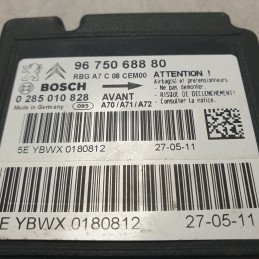 96 750 688 80
RBG A7 C 08 CEM00
ATTENTION !
Airbag(s) et prétensionneurs
Ne pas démonter.
BOSCH
- RISQUE DE DECLENCHEMENT -
Consulter la notice.
0 285 010 828
AVANT
Made in Germany
085
A70 /A71 /A72
5E YBWX 0180812
27-05-11
5E YBWX 0180812
27-05-11